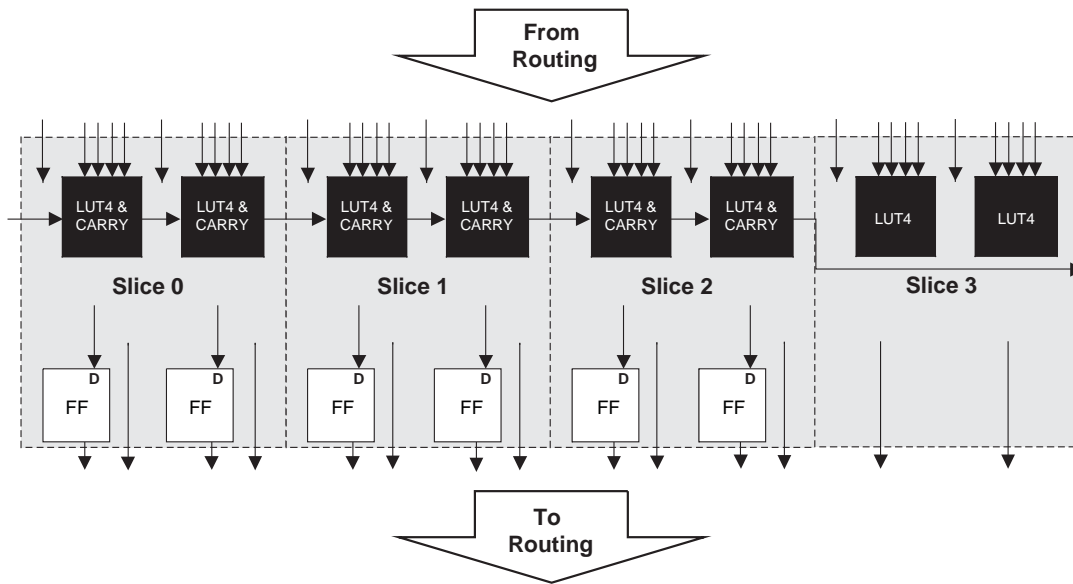 From
Routing
LUT4 &
CARRY
LUT4 &
CARRY
LUT4 &
CARRY
LUT4 &
CARRY
LUT4 &
CARRY
LUT4 &
CARRY
LUT4
LUT4
Slice 0
Slice 1
Slice 2
Slice 3
D
FF
D
FF
D
FF
D
FF
D
FF
D
FF
To
Routing